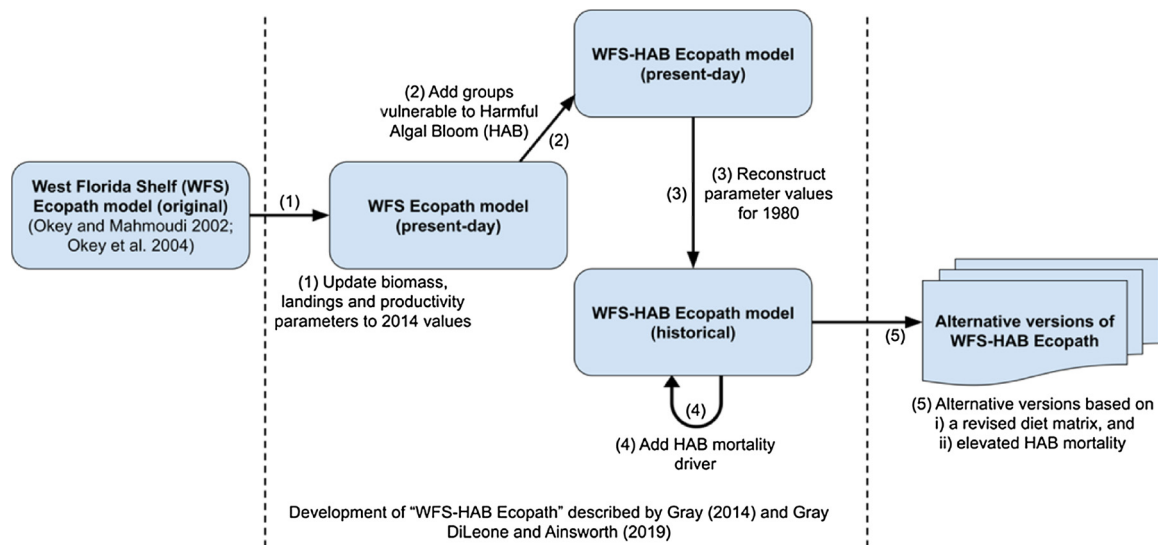 West Florida Shelf (WFS)
Ecopath model (original)
(Okey and Mahmoudi 2002;
Okey et al. 2004)
(1)
WFS Ecopath model
(present-day)
(1) Update biomass,
landings and productivity
parameters to 2014 values
(2) Add groups
vulnerable to Harmful
Algal Bloom (HAB)
(2)
WFS-HAB Ecopath model
(present-day)
(3)
(3) Reconstruct
parameter values
for 1980
WFS-HAB Ecopath model
(historical)
(4)
(4) Add HAB mortality
driver
(5)
Alternative versions of
WFS-HAB Ecopath
(5) Alternative versions based on
i) a revised diet matrix, and
ii) elevated HAB mortality
Development of “WFS-HAB Ecopath” described by Gray (2014) and Gray
DiLeone and Ainsworth (2019)